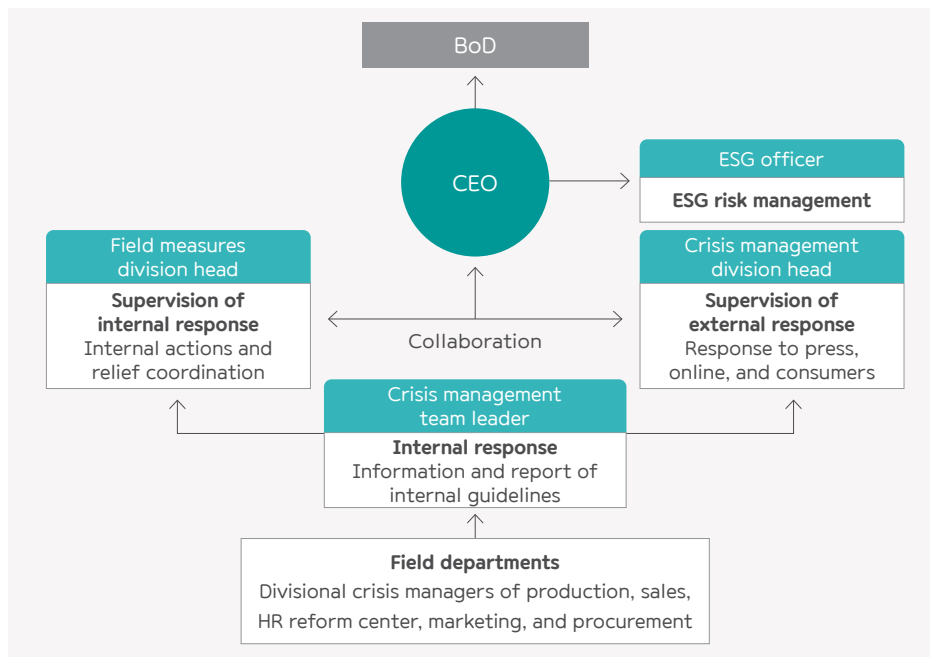 BoD
CEO
ESG officer
ESG risk management
Field measures
division head
Supervision of
internal response
Internal actions and
relief coordination
Crisis management
division head
Supervision of
external response
Response to press,
online, and consumers
Collaboration
Crisis management
team leader
Internal response
Information and report of
internal guidelines
Field departments
Divisional crisis managers of production, sales,
HR reform center, marketing, and procurement